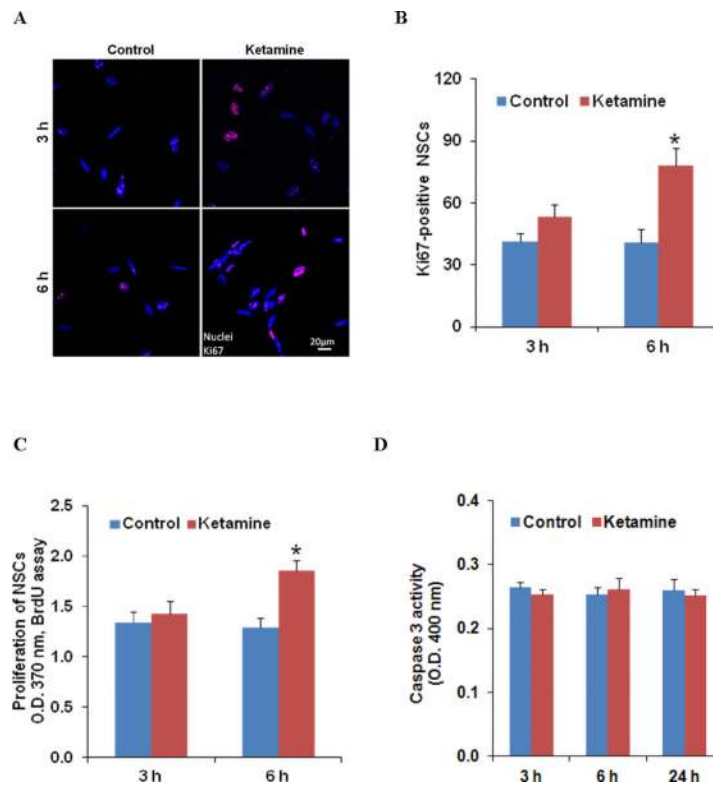 A
Control Ketamine
3 h
6 h
Nuclei
Ki67
20µm
B
Ki67-positive NSCs
120
90
60
30
0
Control Ketamine
*
3 h 6 h
C
Proliferation of NSCs
O.D. 370 nm, BrdU assay
2.5
2.0
1.5
1.0
0.5
0.0
Control Ketamine
*
3 h 6 h
D
Caspase 3 activity
(O.D. 400 nm)
0.4
0.3
0.2
0.1
0.0
Control Ketamine
3 h 6 h 24 h